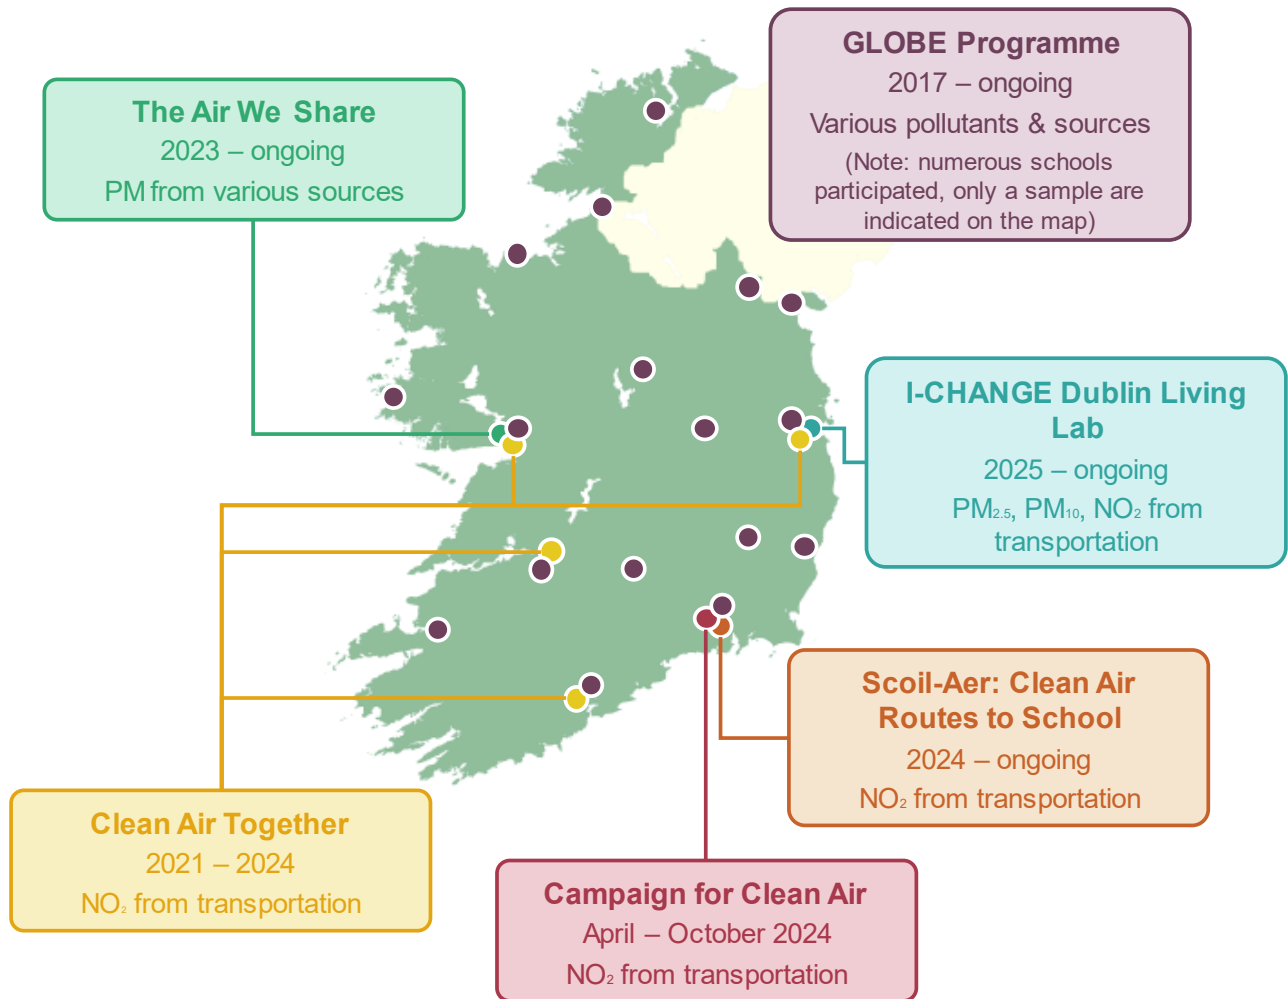 GLOBE Programme
2017 – ongoing
Various pollutants & sources
(Note: numerous schools
participated, only a sample are
indicated on the map)
The Air We Share
2023 – ongoing
PM from various sources
I-CHANGE Dublin Living
Lab
2025 – ongoing
PM₂.₅, PM₁₀, NO₂ from
transportation
Scoil-Aer: Clean Air
Routes to School
2024 – ongoing
NO₂ from transportation
Clean Air Together
2021 – 2024
NO₂ from transportation
Campaign for Clean Air
April – October 2024
NO₂ from transportation